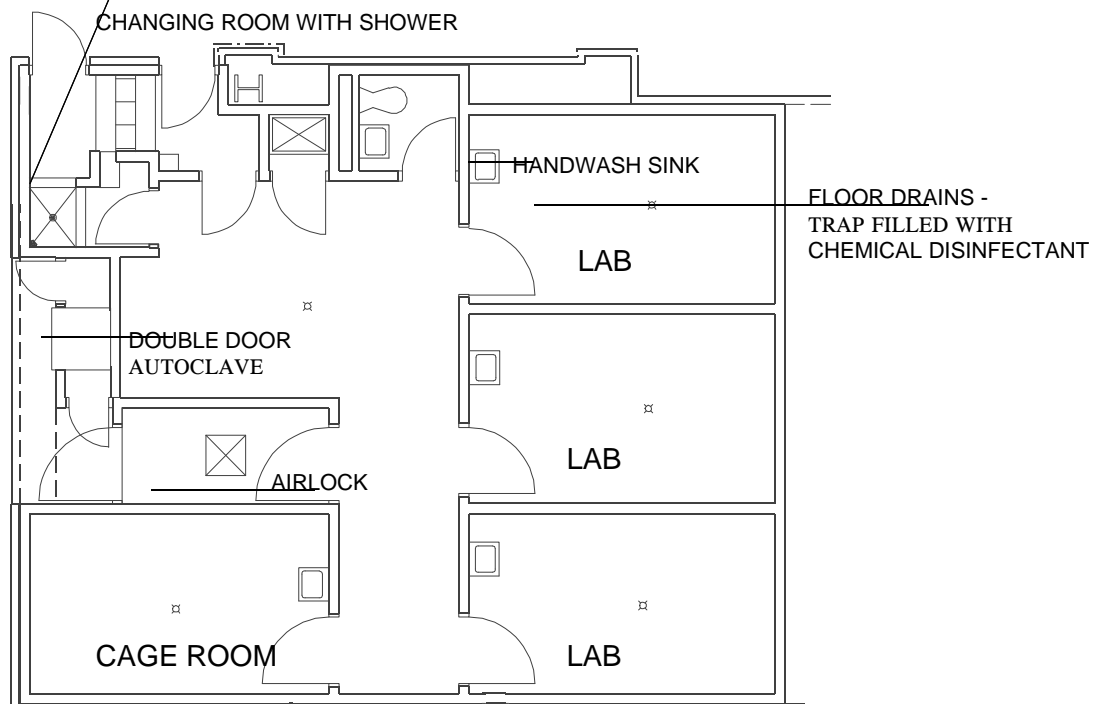 CHANGING ROOM WITH SHOWER
HANDWASH SINK
FLOOR DRAINS -
TRAP FILLED WITH
CHEMICAL DISINFECTANT
LAB
DOUBLE DOOR
AUTOCLAVE
LAB
AIRLOCK
CAGE ROOM
LAB